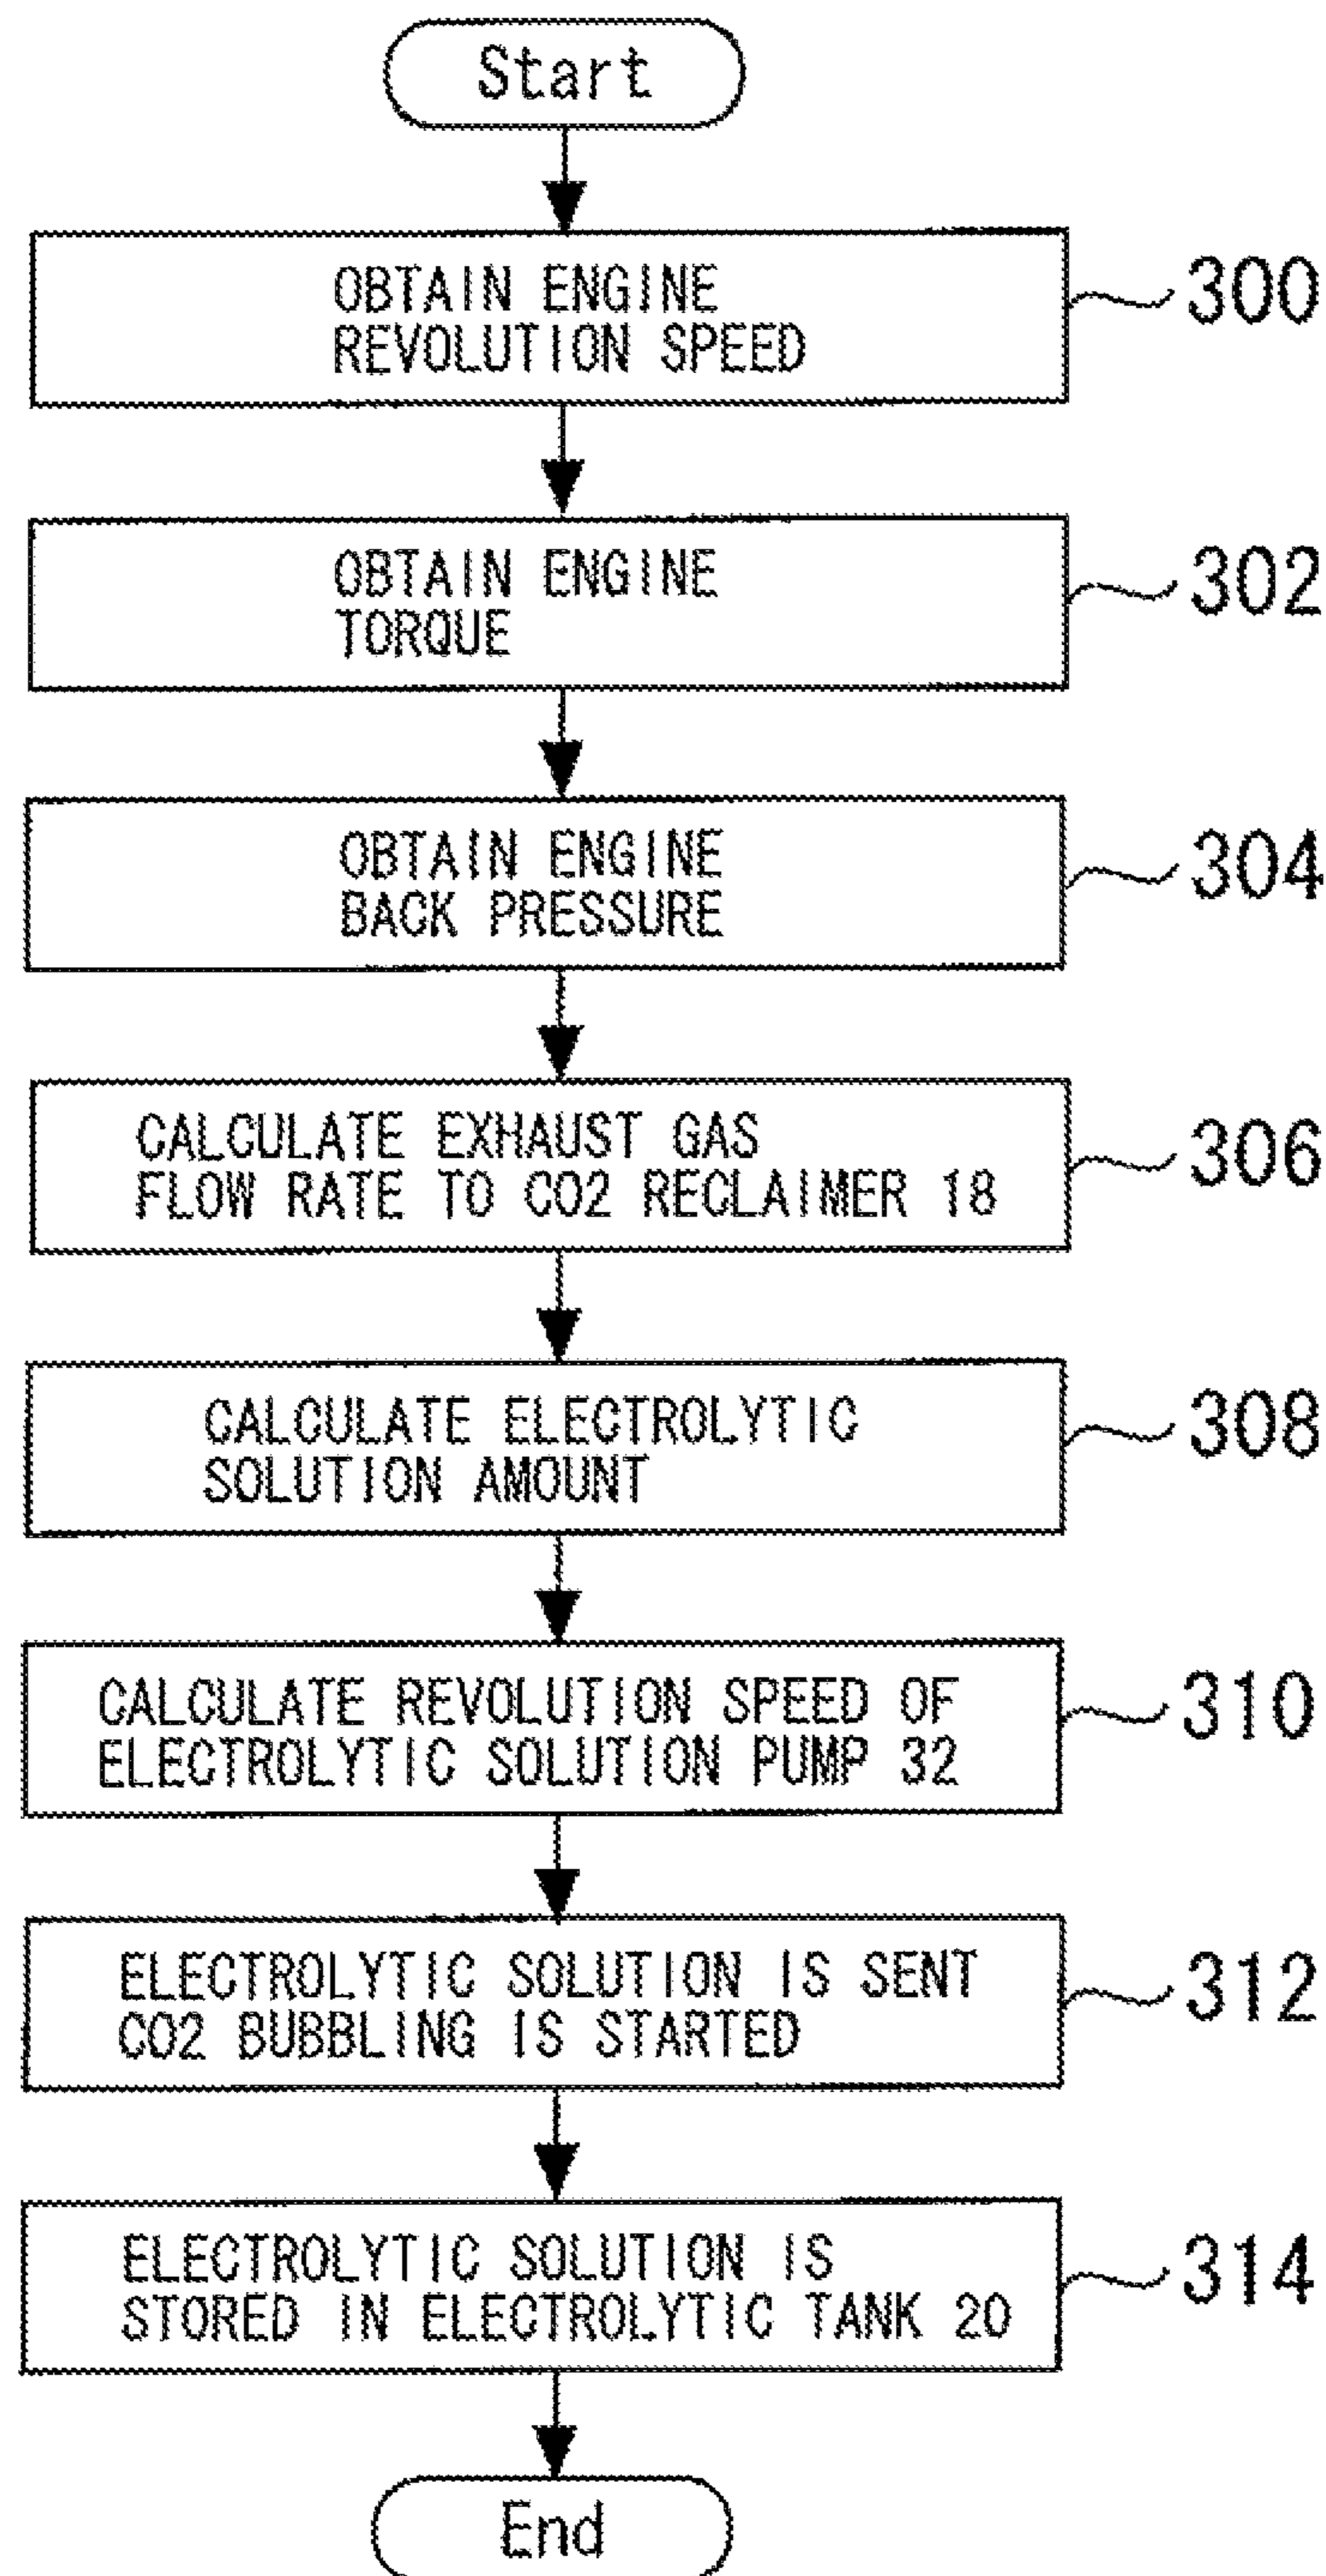 Start
OBTAIN ENGINE
REVOLUTION SPEED
300
OBTAIN ENGINE
TORQUE
302
OBTAIN ENGINE
BACK PRESSURE
304
CALCULATE EXHAUST GAS
FLOW RATE TO CO2 RECLAIMER 18
306
CALCULATE ELECTROLYTIC
SOLUTION AMOUNT
308
CALCULATE REVOLUTION SPEED OF
ELECTROLYTIC SOLUTION PUMP 32
310
ELECTROLYTIC SOLUTION IS SENT
CO2 BUBBLING IS STARTED
312
ELECTROLYTIC SOLUTION IS
STORED IN ELECTROLYTIC TANK 20
314
End